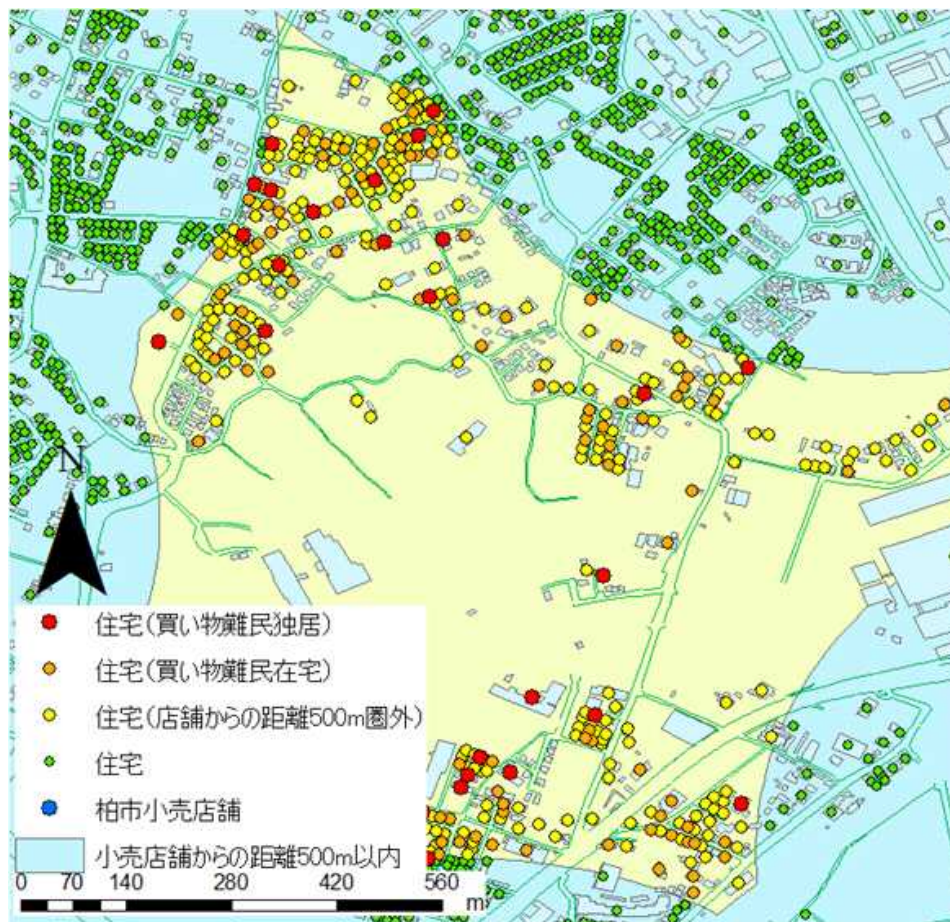 N
住宅(買い物難民独居)
住宅(買い物難民在宅)
住宅(店舗からの距離500m圏外)
住宅
柏市小売店舗
小売店舗からの距離500m以内
0 70 140 280 420 560
m